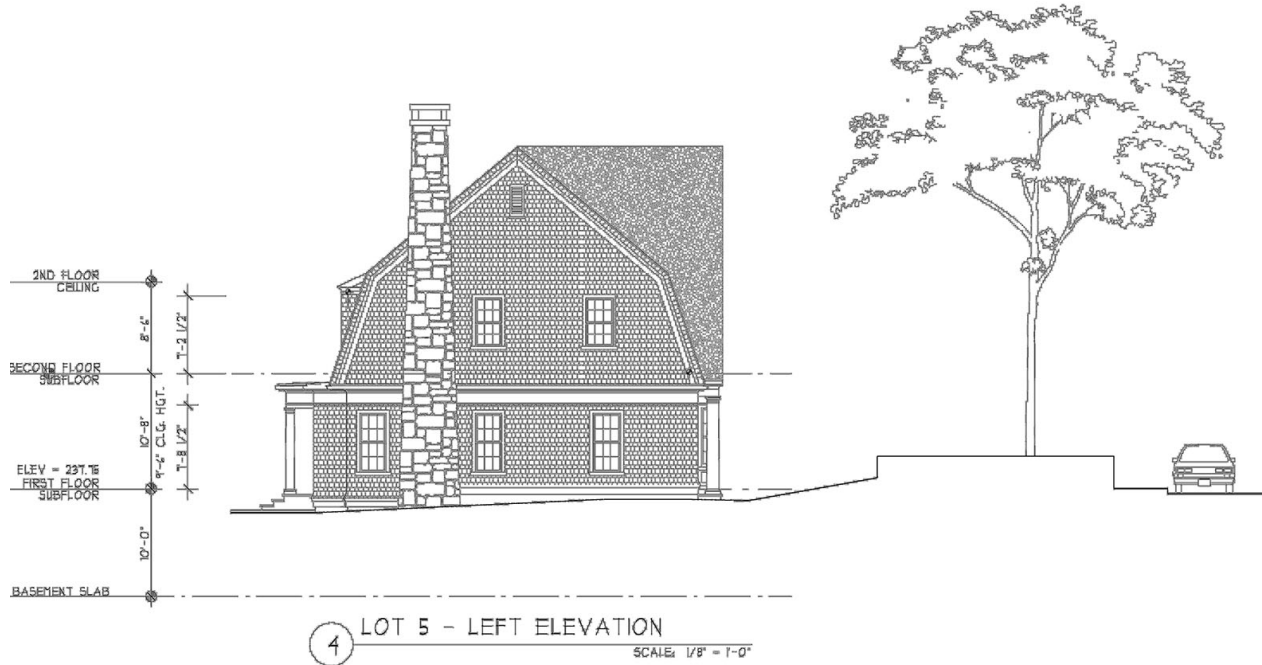 2ND FLOOR
CEILING
8'-6"
7'-2 1/2"
SECOND FLOOR
SUBFLOOR
10'-8"
9'-6" CLG. HGT.
7'-8 1/2"
ELEV = 237.75
FIRST FLOOR
SUBFLOOR
10'-0"
BASEMENT SLAB
4
LOT 5 - LEFT ELEVATION
SCALE: 1/8" = 1'-0"